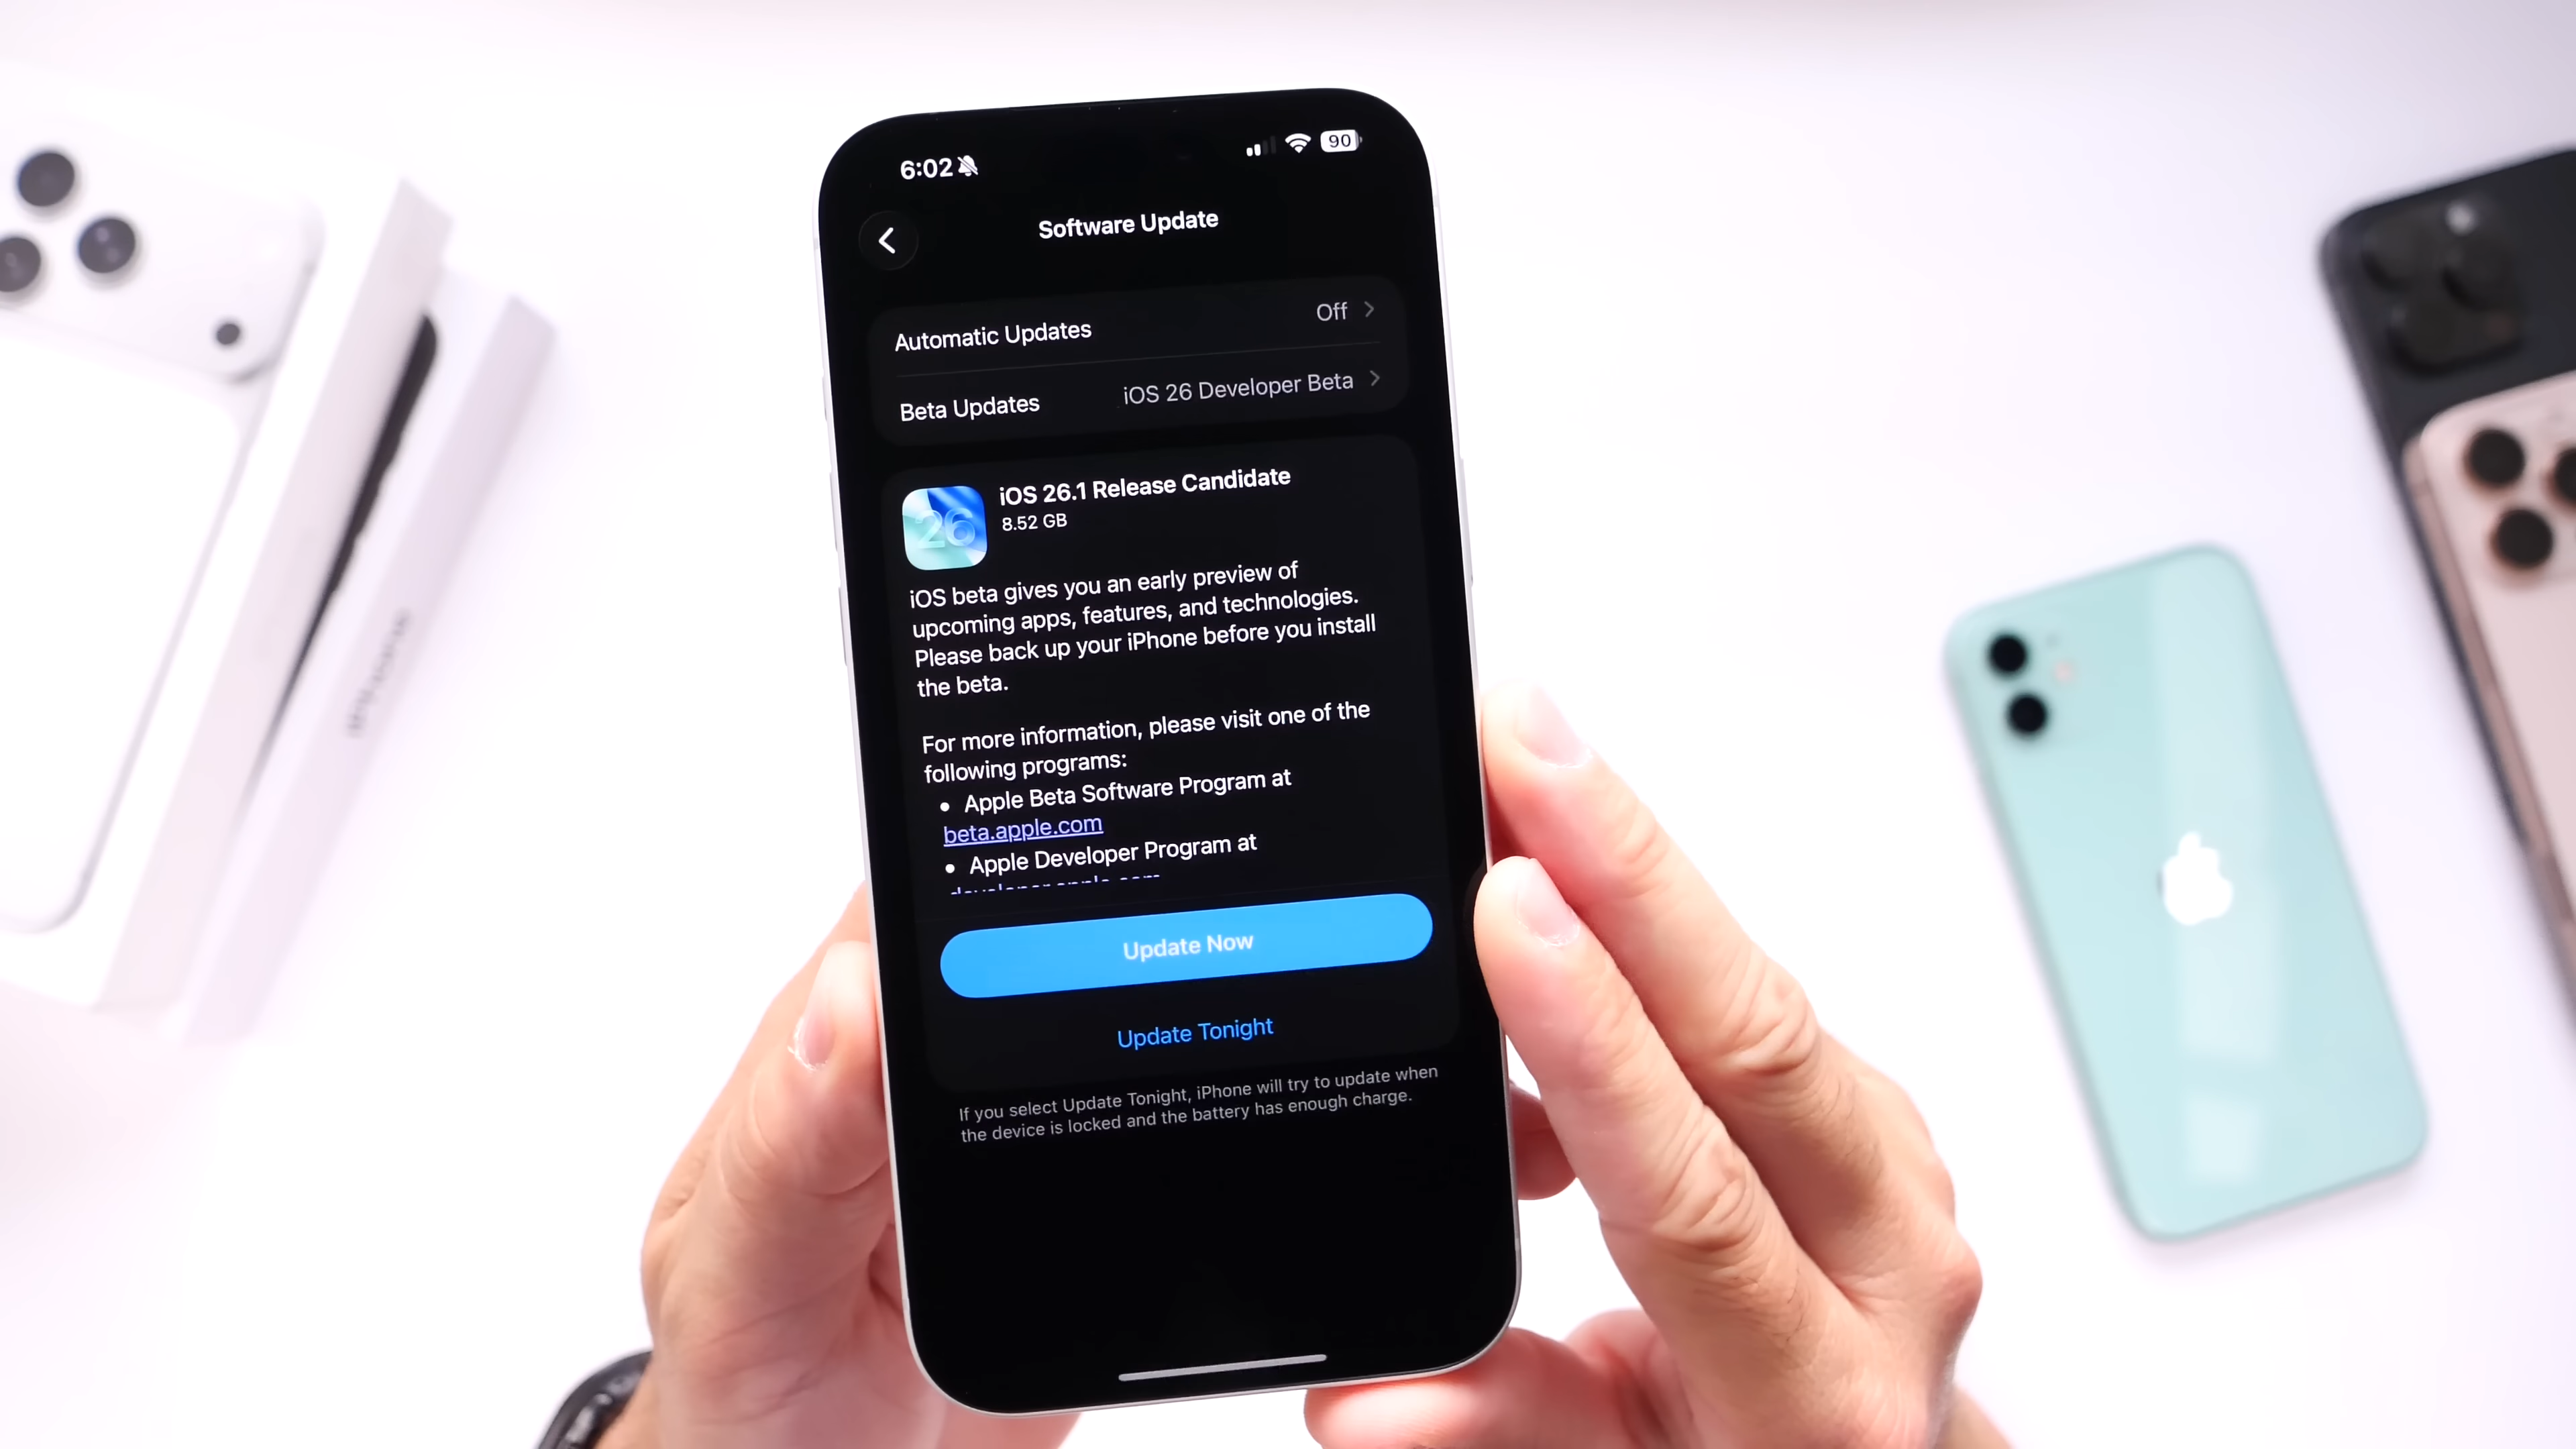 6:02
90
Software Update
Automatic Updates Off
Beta Updates iOS 26 Developer Beta
26
iOS 26.1 Release Candidate
8.52 GB
iOS beta gives you an early preview of
upcoming apps, features, and technologies.
Please back up your iPhone before you install
the beta.
For more information, please visit one of the
following programs:
• Apple Beta Software Program at
beta.apple.com
• Apple Developer Program at
developer.apple.com
Update Now
Update Tonight
If you select Update Tonight, iPhone will try to update when
the device is locked and the battery has enough charge.
iPhone